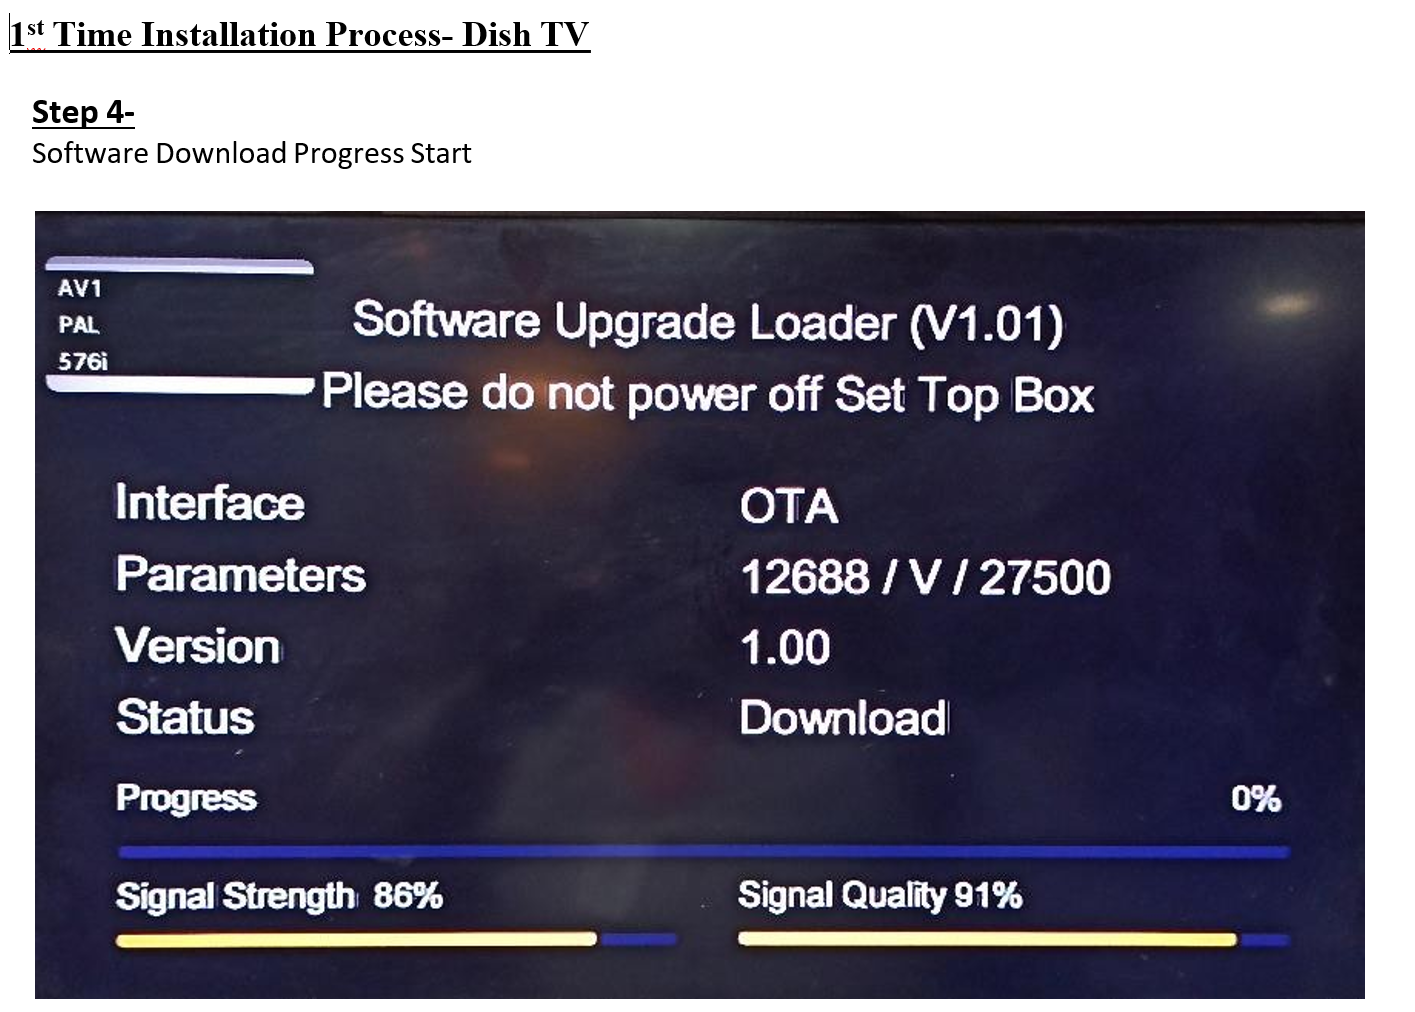 1st Time Installation Process- Dish TV
Step 4-
Software Download Progress Start
AV1
PAL
576i
Software Upgrade Loader (V1.01)
Please do not power off Set Top Box
Interface OTA
Parameters 12688 / V / 27500
Version 1.00
Status Download
Progress 0%
Signal Strength 86% Signal Quality 91%